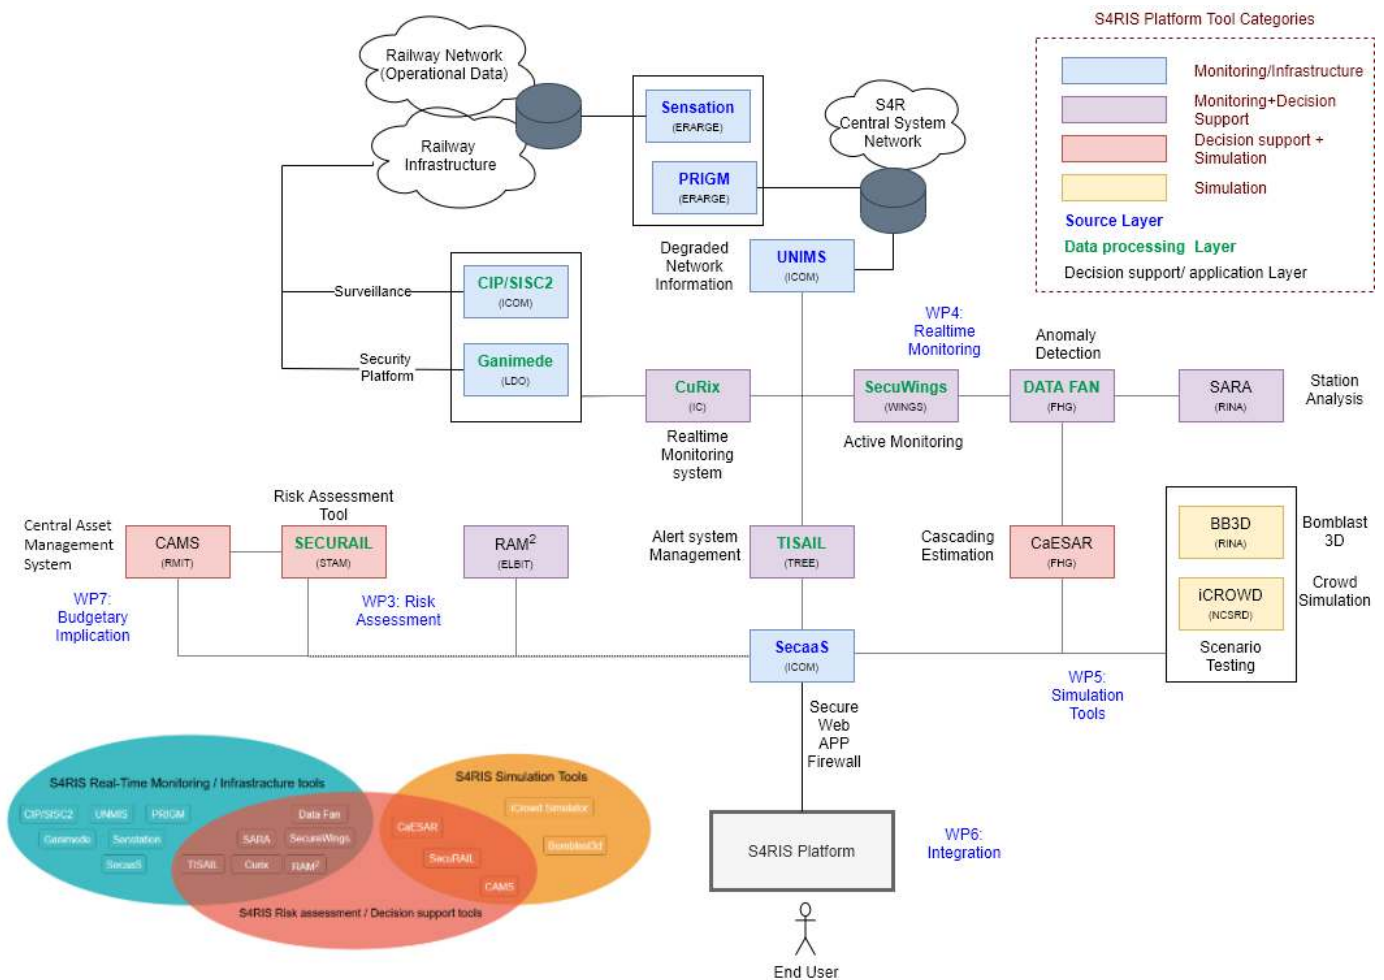 S4RIS Platform Tool Categories
Monitoring/Infrastructure
Monitoring+Decision
Support
Decision support +
Simulation
Simulation
Source Layer
Data processing Layer
Decision support/ application Layer
Railway Network
(Operational Data)
Railway
Infrastructure
Sensation
(ERARGE)
PRIGM
(ERARGE)
S4R
Central System
Network
Degraded
Network
Information
UNIMS
(ICOM)
Surveillance
CIP/SISC2
(ICOM)
Security
Platform
Ganimede
(LDO)
WP4:
Realtime
Monitoring
Anomaly
Detection
CuRix
(IC)
Realtime
Monitoring
system
SecuWings
(WINGS)
Active Monitoring
DATA FAN
(FHG)
SARA
(RINA)
Station
Analysis
Central Asset
Management
System
CAMS
(RMIT)
Risk Assessment
Tool
SECURAIL
(STAM)
RAM2
(ELBIT)
Alert system
Management
TISAIL
(TREE)
Cascading
Estimation
CaESAR
(FHG)
BB3D
(RINA)
Bomblast
3D
iCROWD
(NCSRD)
Crowd
Simulation
Scenario
Testing
WP7:
Budgetary
Implication
WP3: Risk
Assessment
SecaaS
(ICOM)
WP5:
Simulation
Tools
Secure
Web
APP
Firewall
S4RIS Platform
WP6:
Integration
End User
S4RIS Real-Time Monitoring / Infrastracture tools
CIP/SISC2
UNMIS
PRIGM
Ganimede
Senstation
SecaaS
Data Fan
SARA
SecureWings
TISAIL
Curix
RAM2
S4RIS Risk assessment / Decision support tools
S4RIS Simulation Tools
iCrowd Simulator
CaESAR
SecuRAIL
CAMS